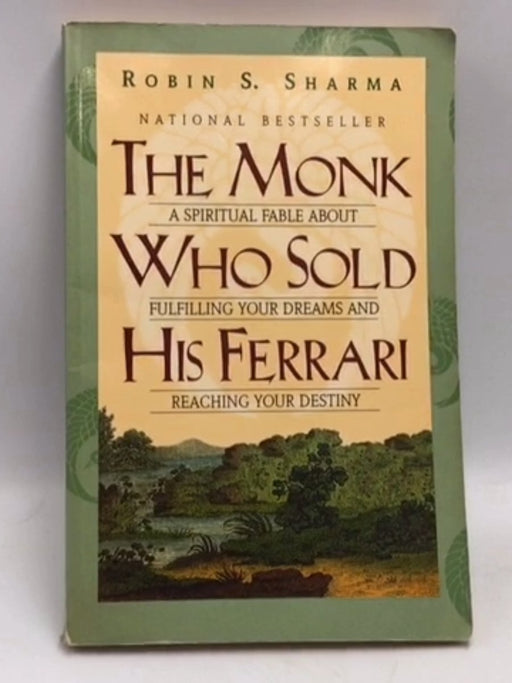 ROBIN S. SHARMA
NATIONAL BESTSELLER
THE MONK
A SPIRITUAL FABLE ABOUT
WHO SOLD
FULFILLING YOUR DREAMS AND
HIS FERRARI
REACHING YOUR DESTINY